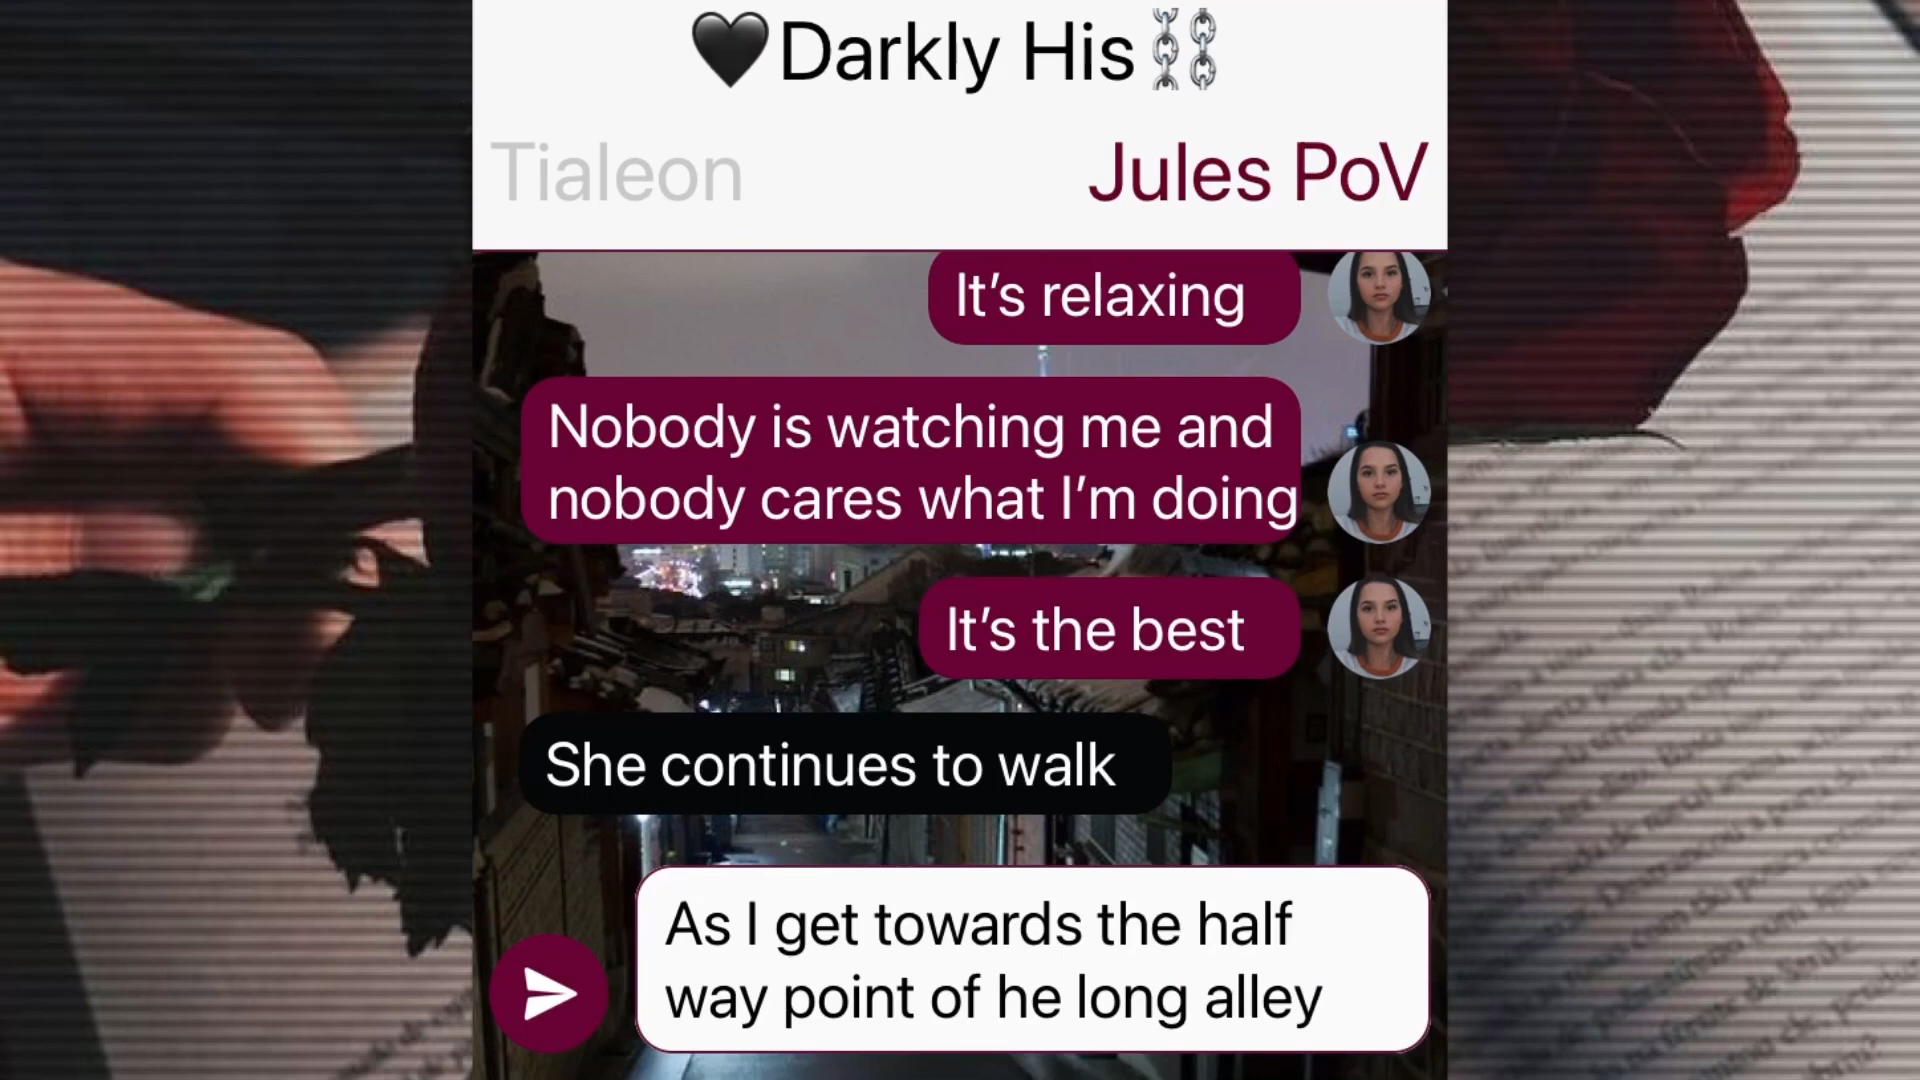 🖤Darkly His⛓️
Tialeon
Jules PoV
It's relaxing
Nobody is watching me and
nobody cares what I'm doing
It's the best
She continues to walk
As I get towards the half
way point of he long alley